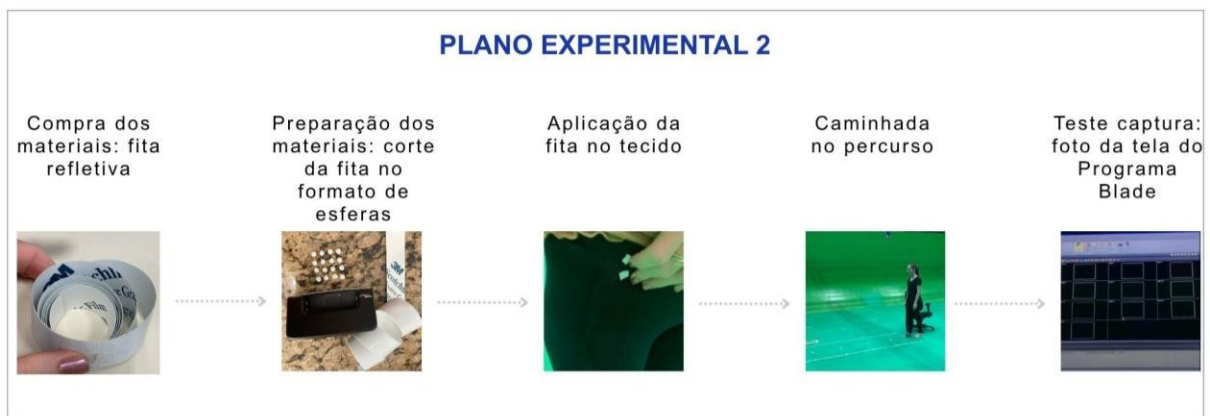 PLANO EXPERIMENTAL 2
Compra dos
materiais: fita
refletiva
Preparação dos
materiais: corte
da fita no
formato de
esferas
Aplicação da
fita no tecido
Caminhada
no percurso
Teste captura:
foto da tela do
Programa
Blade
3M